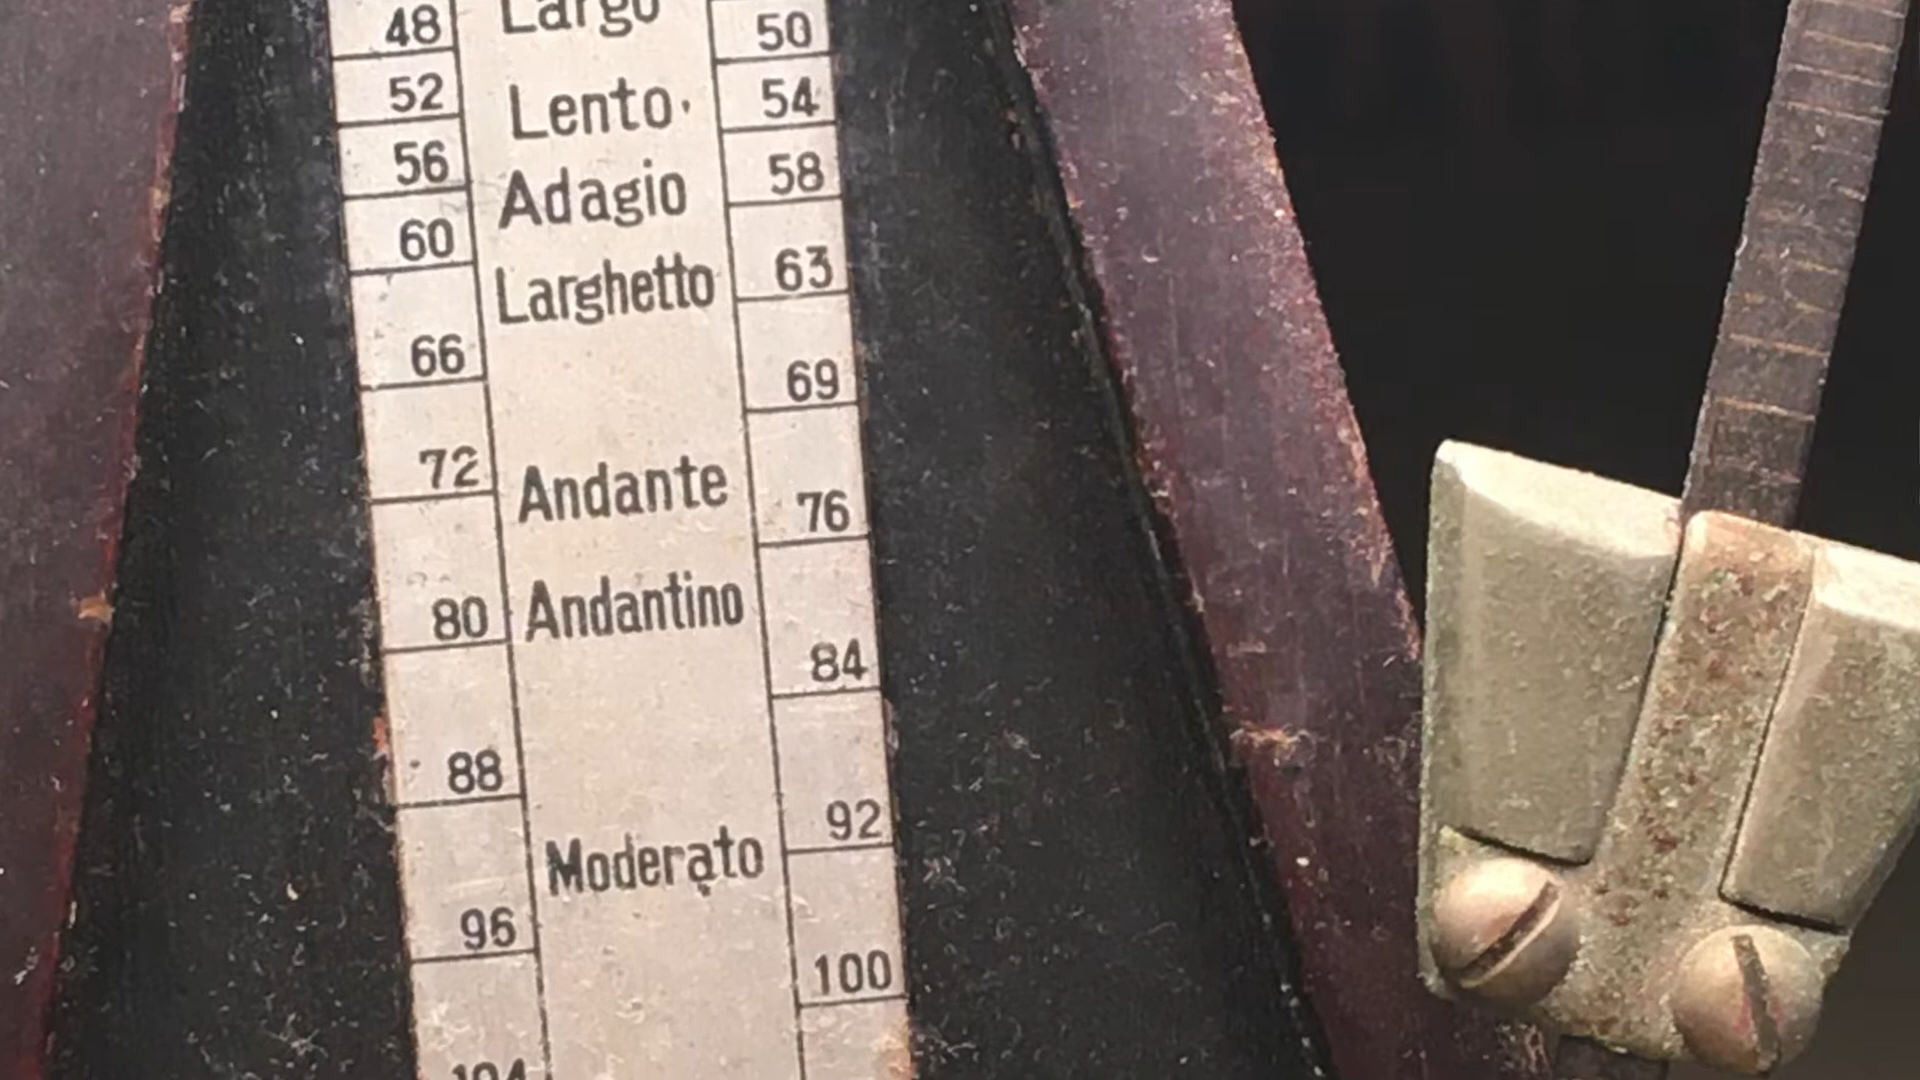 48 Largo 50
52 Lento 54
56 Adagio 58
60 Larghetto 63
66 69
72 Andante 76
80 Andantino 84
88 92
Moderato
96 100
104